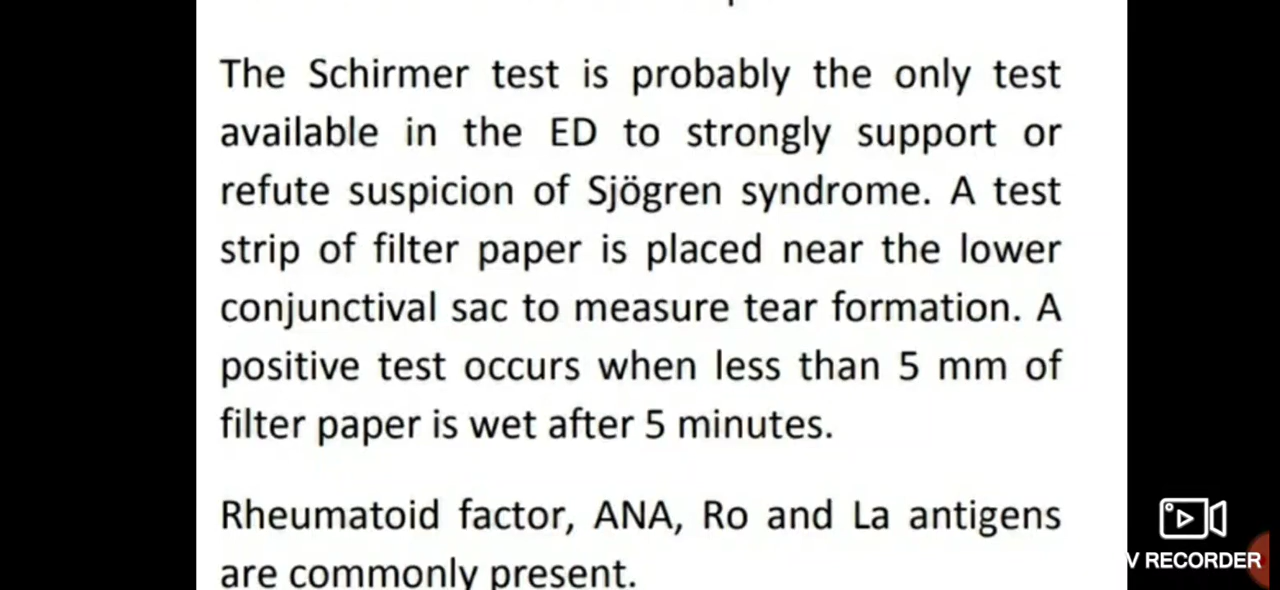 The Schirmer test is probably the only test
available in the ED to strongly support or
refute suspicion of Sjögren syndrome. A test
strip of filter paper is placed near the lower
conjunctival sac to measure tear formation. A
positive test occurs when less than 5 mm of
filter paper is wet after 5 minutes.
Rheumatoid factor, ANA, Ro and La antigens
are commonly present.
V RECORDER